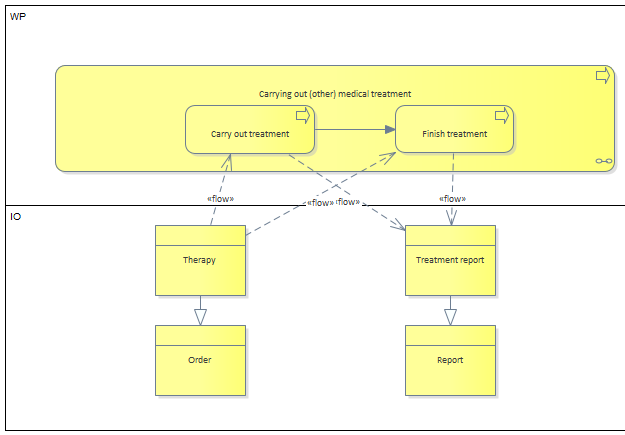 WP
Carrying out (other) medical treatment
Carry out treatment
Finish treatment
«flow»
«flow»
flow»
«flow»
IO
Therapy
Treatment report
Order
Report